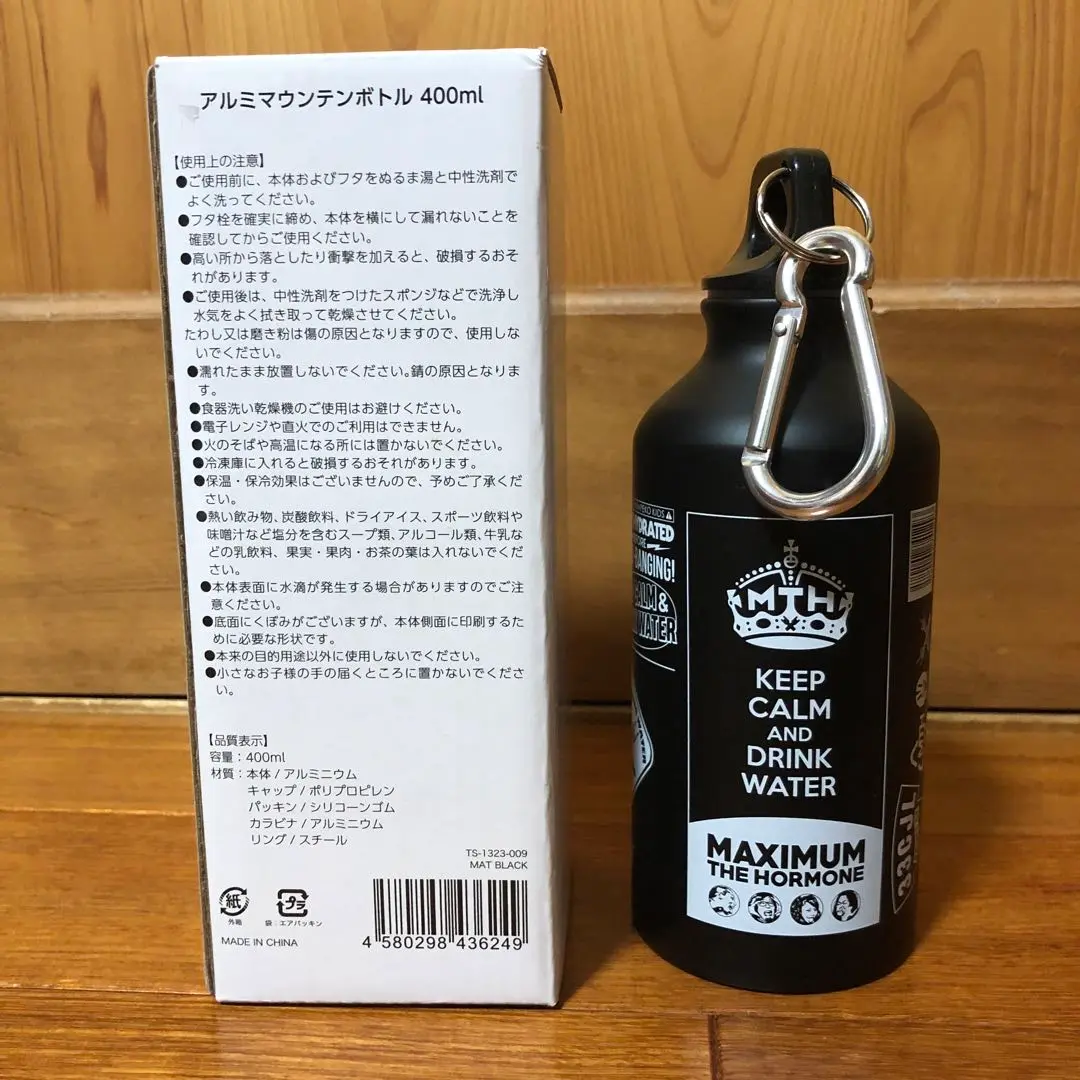 アルミマウンテンボトル 400ml
【使用上の注意】
●ご使用前に、本体およびフタをぬるま湯と中性洗剤で
よく洗ってください。
●フタ栓を確実に締め、本体を横にして漏れないことを
確認してからご使用ください。
●高い所から落としたり衝撃を加えると、破損するおそ
れがあります。
●ご使用後は、中性洗剤をつけたスポンジなどで洗浄し
水気をよく拭き取って乾燥させてください。
たわし又は磨き粉は傷の原因となりますので、使用しな
いでください。
●濡れたまま放置しないでください。錆の原因となりま
す。
●食器洗い乾燥機のご使用はお避けください。
●電子レンジや直火でのご利用はできません。
●火のそばや高温になる所には置かないでください。
●冷凍庫に入れると破損するおそれがあります。
●保温・保冷効果はございませんので、予めご了承くだ
さい。
●熱い飲み物、炭酸飲料、ドライアイス、スポーツ飲料や
味噌汁など塩分を含むスープ類、アルコール類、牛乳な
どの乳飲料、果実・果肉・お茶の葉は入れないでくだ
さい。
●本体表面に水滴が発生する場合がありますのでご注
意ください。
●底面にくぼみがございますが、本体側面に印刷するた
めに必要な形状です。
●本来の目的用途以外に使用しないでください。
●小さなお子様の手の届くところに置かないでくださ
い。
【品質表示】
容量：400ml
材質：本体 / アルミニウム
キャップ / ポリプロピレン
パッキン / シリコーンゴム
カラビナ / アルミニウム
リング / スチール
TS-1323-009
MAT BLACK
紙
外箱
プラ
袋：エアパッキン
MADE IN CHINA
4 580298 436249
KIDS
DRATED
BANGING!
ALM &
WATER
MTH
KEEP
CALM
AND
DRINK
WATER
MAXIMUM
THE HORMONE